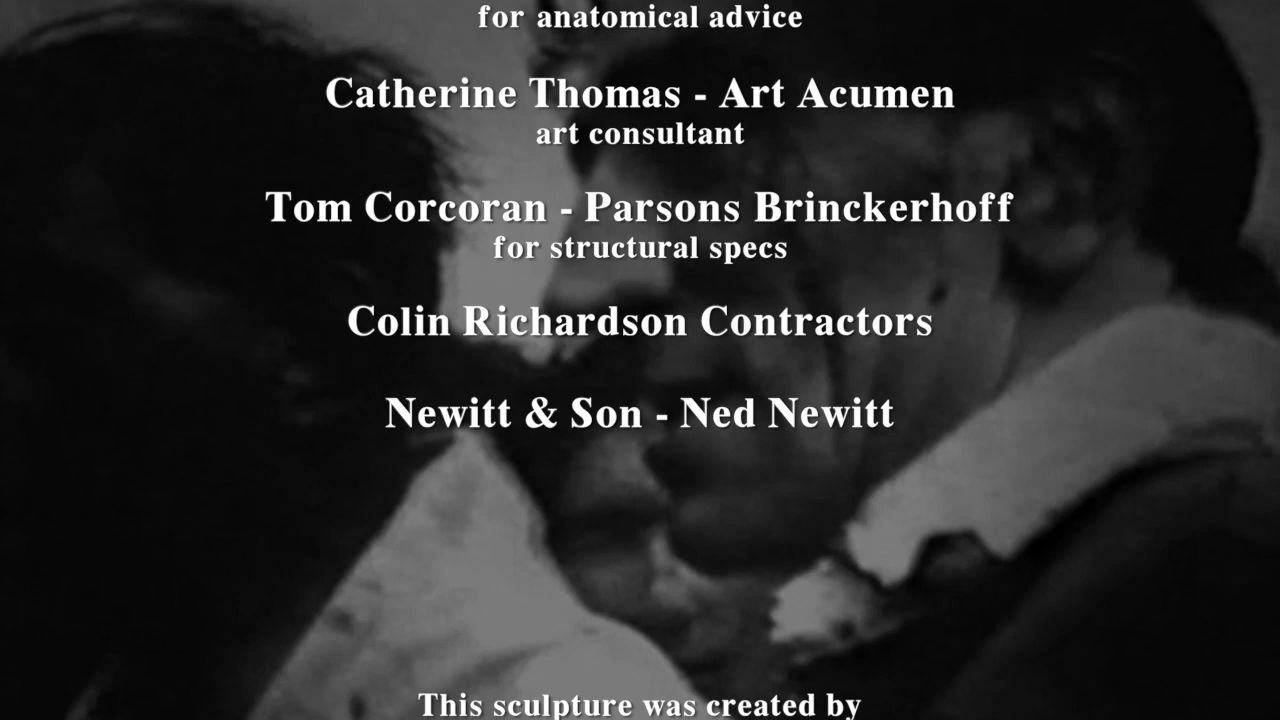 for anatomical advice
Catherine Thomas - Art Acumen
art consultant
Tom Corcoran - Parsons Brinckerhoff
for structural specs
Colin Richardson Contractors
Newitt & Son - Ned Newitt
This sculpture was created by